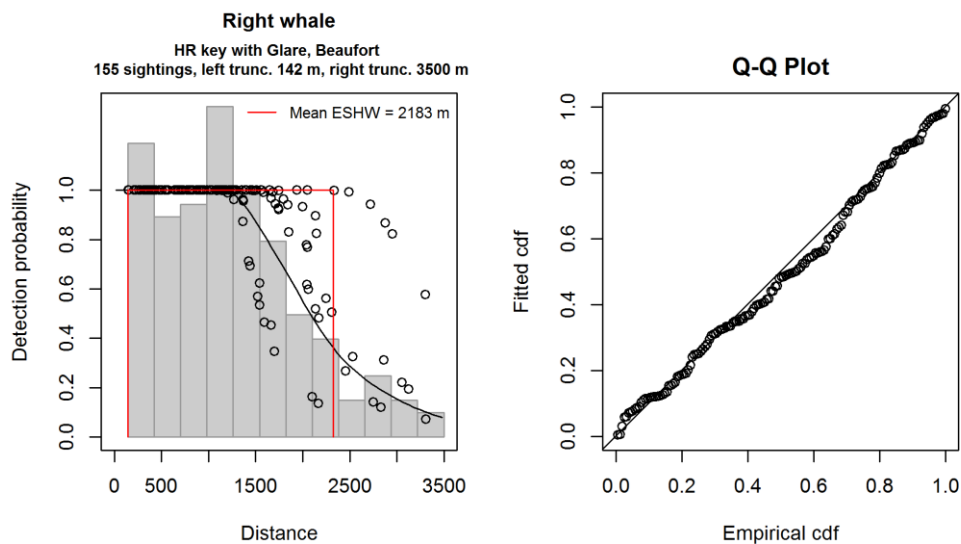 Right whale
HR key with Glare, Beaufort
155 sightings, left trunc. 142 m, right trunc. 3500 m
Mean ESHW = 2183 m
Detection probability
1.0
0.8
0.6
0.4
0.2
0.0
0 500 1500 2500 3500
Distance
Q-Q Plot
Fitted cdf
1.0
0.8
0.6
0.4
0.2
0.0
0.0 0.2 0.4 0.6 0.8 1.0
Empirical cdf